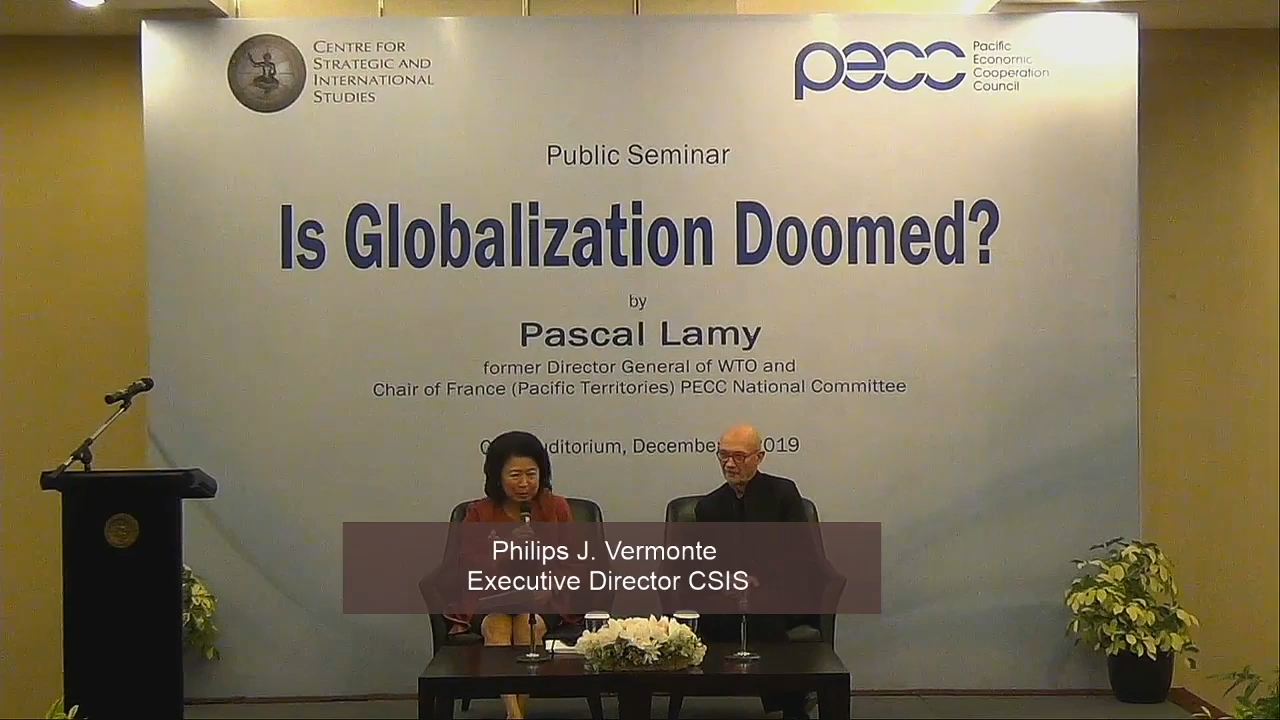 CENTRE FOR
STRATEGIC AND
INTERNATIONAL
STUDIES
pecc
Pacific
Economic
Cooperation
Council
Public Seminar
Is Globalization Doomed?
by
Pascal Lamy
former Director General of WTO and
Chair of France (Pacific Territories) PECC National Committee
December 2019
Philips J. Vermonte
Executive Director CSIS